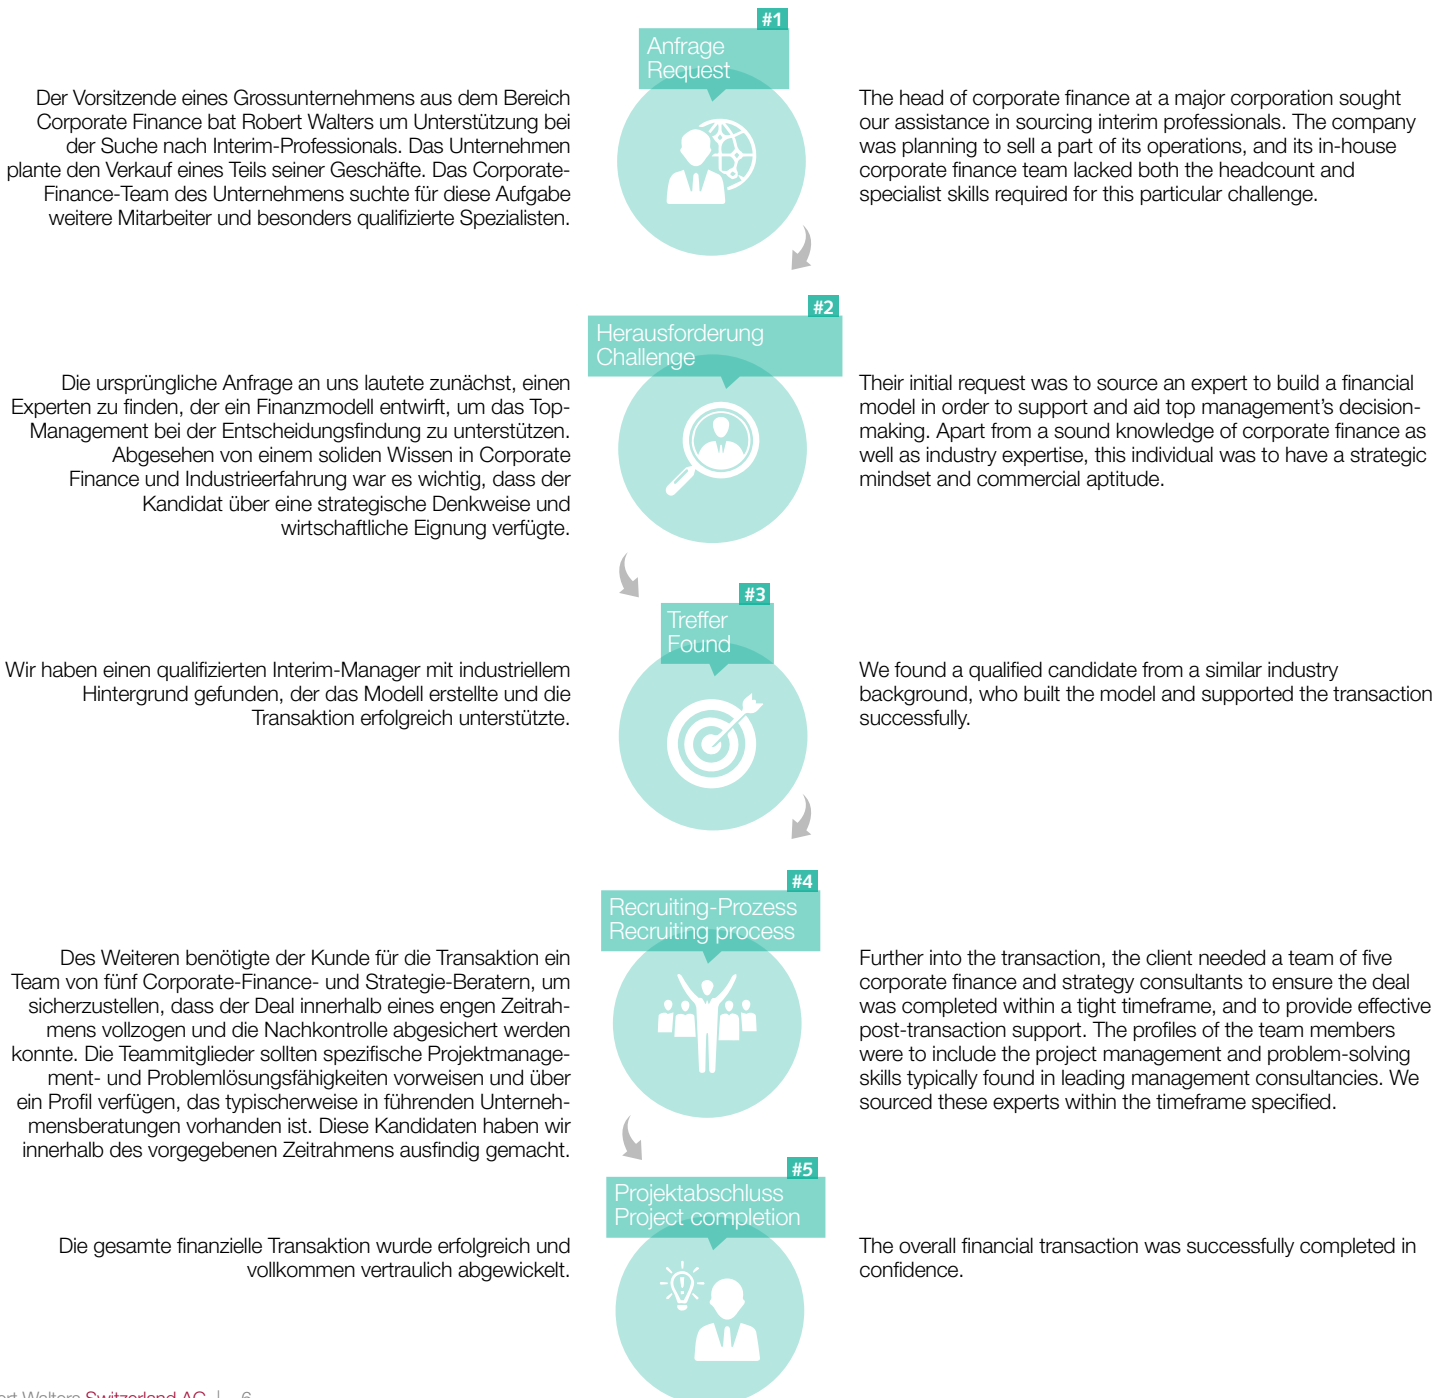 #1
Anfrage
Request
Der Vorsitzende eines Grossunternehmens aus dem Bereich
Corporate Finance bat Robert Walters um Unterstützung bei
der Suche nach Interim-Professionals. Das Unternehmen
plante den Verkauf eines Teils seiner Geschäfte. Das Corporate-
Finance-Team des Unternehmens suchte für diese Aufgabe
weitere Mitarbeiter und besonders qualifizierte Spezialisten.
The head of corporate finance at a major corporation sought
our assistance in sourcing interim professionals. The company
was planning to sell a part of its operations, and its in-house
corporate finance team lacked both the headcount and
specialist skills required for this particular challenge.
#2
Herausforderung
Challenge
Die ursprüngliche Anfrage an uns lautete zunächst, einen
Experten zu finden, der ein Finanzmodell entwirft, um das Top-
Management bei der Entscheidungsfindung zu unterstützen.
Abgesehen von einem soliden Wissen in Corporate
Finance und Industrieerfahrung war es wichtig, dass der
Kandidat über eine strategische Denkweise und
wirtschaftliche Eignung verfügte.
Their initial request was to source an expert to build a financial
model in order to support and aid top management’s decision-
making. Apart from a sound knowledge of corporate finance as
well as industry expertise, this individual was to have a strategic
mindset and commercial aptitude.
#3
Treffer
Found
Wir haben einen qualifizierten Interim-Manager mit industriellem
Hintergrund gefunden, der das Modell erstellte und die
Transaktion erfolgreich unterstützte.
We found a qualified candidate from a similar industry
background, who built the model and supported the transaction
successfully.
#4
Recruiting-Prozess
Recruiting process
Des Weiteren benötigte der Kunde für die Transaktion ein
Team von fünf Corporate-Finance- und Strategie-Beratern, um
sicherzustellen, dass der Deal innerhalb eines engen Zeitrah-
mens vollzogen und die Nachkontrolle abgesichert werden
konnte. Die Teammitglieder sollten spezifische Projektmanage-
ment- und Problemlösungsfähigkeiten vorweisen und über
ein Profil verfügen, das typischerweise in führenden Unterneh-
mensberatungen vorhanden ist. Diese Kandidaten haben wir
innerhalb des vorgegebenen Zeitrahmens ausfindig gemacht.
Further into the transaction, the client needed a team of five
corporate finance and strategy consultants to ensure the deal
was completed within a tight timeframe, and to provide effective
post-transaction support. The profiles of the team members
were to include the project management and problem-solving
skills typically found in leading management consultancies. We
sourced these experts within the timeframe specified.
#5
Projektabschluss
Project completion
Die gesamte finanzielle Transaktion wurde erfolgreich und
vollkommen vertraulich abgewickelt.
The overall financial transaction was successfully completed in
confidence.
Walters Switzerland AG | 6